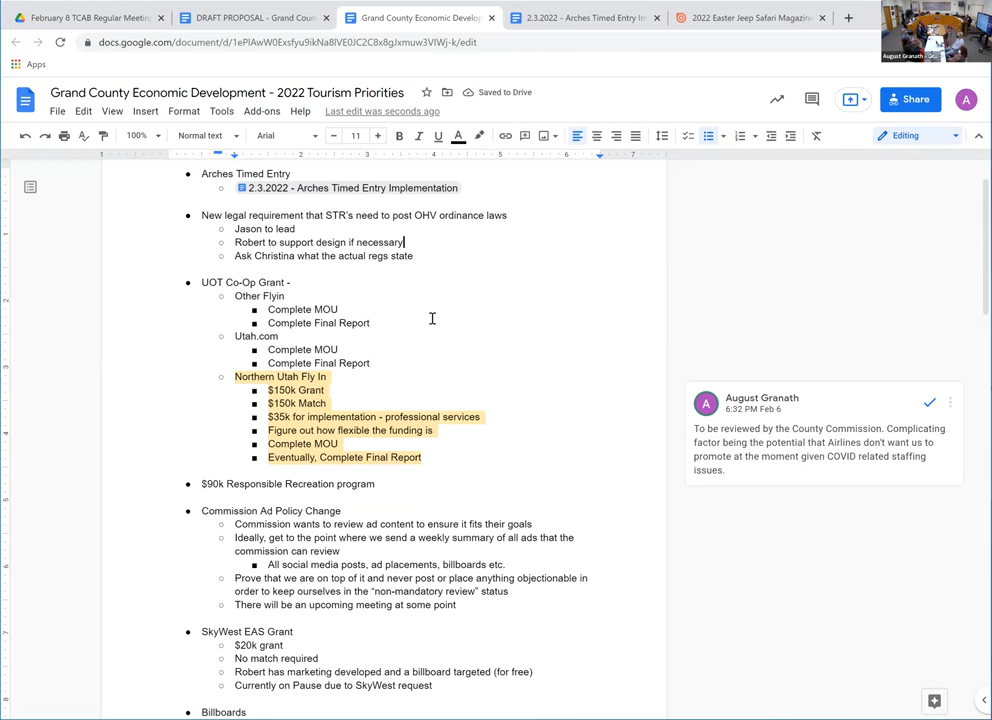 February 8 TCAB Regular Meetin
DRAFT PROPOSAL - Grand Coun
Grand County Economic Develop
2.3.2022 - Arches Timed Entry Im
2022 Easter Jeep Safari Magazine
docs.google.com/document/d/
Apps
August Granath
Grand County Economic Development - 2022 Tourism Priorities
Saved to Drive
File Edit View Insert Format Tools Add-ons Help Last edit was seconds ago
Share
A
100% Normal text Arial 11 B I U A Editing
1 2 3 4 5 6 7
Arches Timed Entry
2.3.2022 - Arches Timed Entry Implementation
New legal requirement that STR's need to post OHV ordinance laws
Jason to lead
Robert to support design if necessary
Ask Christina what the actual regs state
UOT Co-Op Grant -
Other Flyin
Complete MOU
Complete Final Report
Utah.com
Complete MOU
Complete Final Report
Northern Utah Fly In
$150k Grant
$150k Match
$35k for implementation - professional services
Figure out how flexible the funding is
Complete MOU
Eventually, Complete Final Report
A
August Granath
6:32 PM Feb 6
To be reviewed by the County Commission. Complicating
factor being the potential that Airlines don't want us to
promote at the moment given COVID related staffing
issues.
$90k Responsible Recreation program
Commission Ad Policy Change
Commission wants to review ad content to ensure it fits their goals
Ideally, get to the point where we send a weekly summary of all ads that the
commission can review
All social media posts, ad placements, billboards etc.
Prove that we are on top of it and never post or place anything objectionable in
order to keep ourselves in the “non-mandatory review” status
There will be an upcoming meeting at some point
SkyWest EAS Grant
$20k grant
No match required
Robert has marketing developed and a billboard targeted (for free)
Currently on Pause due to SkyWest request
Billboards